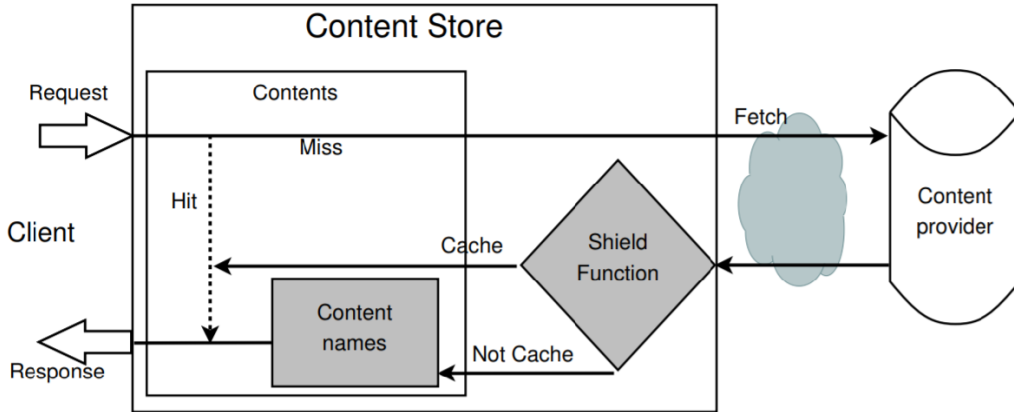 Content Store
Request
Contents
Fetch
Miss
Hit
Content
provider
Client
Cache
Shield
Function
Content
names
Not Cache
Response